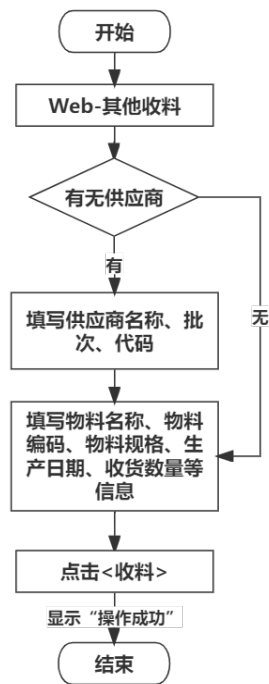 开始
Web-其他收料
有无供应商
有
无
填写供应商名称、批
次、代码
填写物料名称、物料
编码、物料规格、生
产日期、收货数量等
信息
点击<收料>
显示“操作成功”
结束